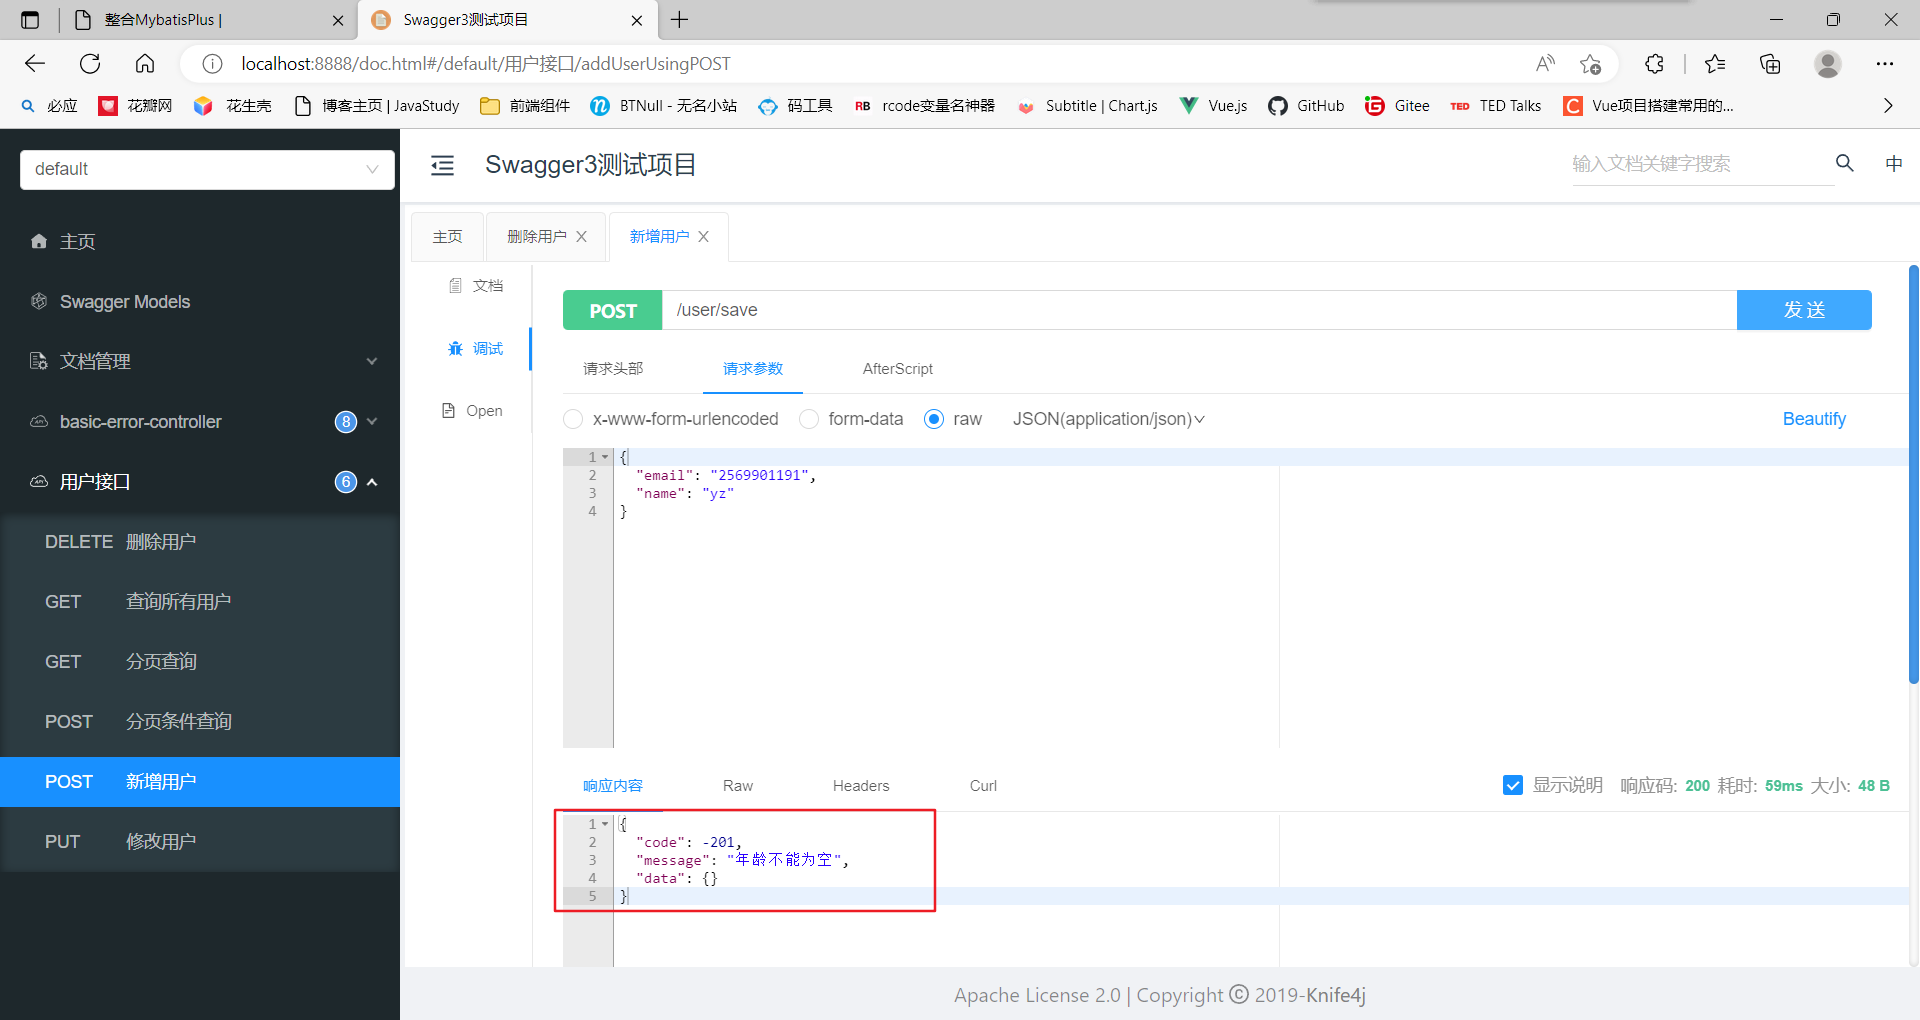 整合MybatisPlus |
Swagger3测试项目
localhost:8888/doc.html#/default/用户接口/addUserUsingPOST
必应
花瓣网
花生壳
博客主页 | JavaStudy
前端组件
BTNull - 无名小站
码工具
RB rcode变量名神器
Subtitle | Chart.js
Vue.js
GitHub
Gitee
TED TED Talks
Vue项目搭建常用的...
default
Swagger3测试项目
输入文档关键字搜索
中
主页
Swagger Models
文档管理
basic-error-controller 8
用户接口 6
DELETE 删除用户
GET 查询所有用户
GET 分页查询
POST 分页条件查询
POST 新增用户
PUT 修改用户
主页
删除用户
新增用户
文档
调试
Open
POST /user/save 发 送
请求头部 请求参数 AfterScript
x-www-form-urlencoded form-data raw JSON(application/json) Beautify
1 {
2 "email": "2569901191",
3 "name": "yz"
4 }
响应内容 Raw Headers Curl
显示说明 响应码: 200 耗时: 59ms 大小: 48 B
1 {
2 "code": -201,
3 "message": "年龄不能为空",
4 "data": {}
5 }
Apache License 2.0 | Copyright © 2019-Knife4j